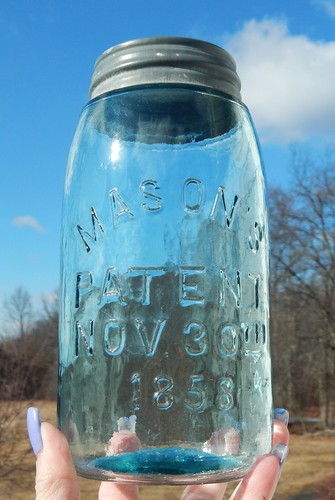 MASON'S
PATENT
NOV 30TH
1858